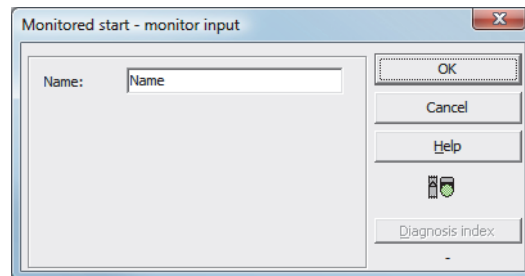 Monitored start - monitor input
Name: Name
OK
Cancel
Help
Diagnosis index
-